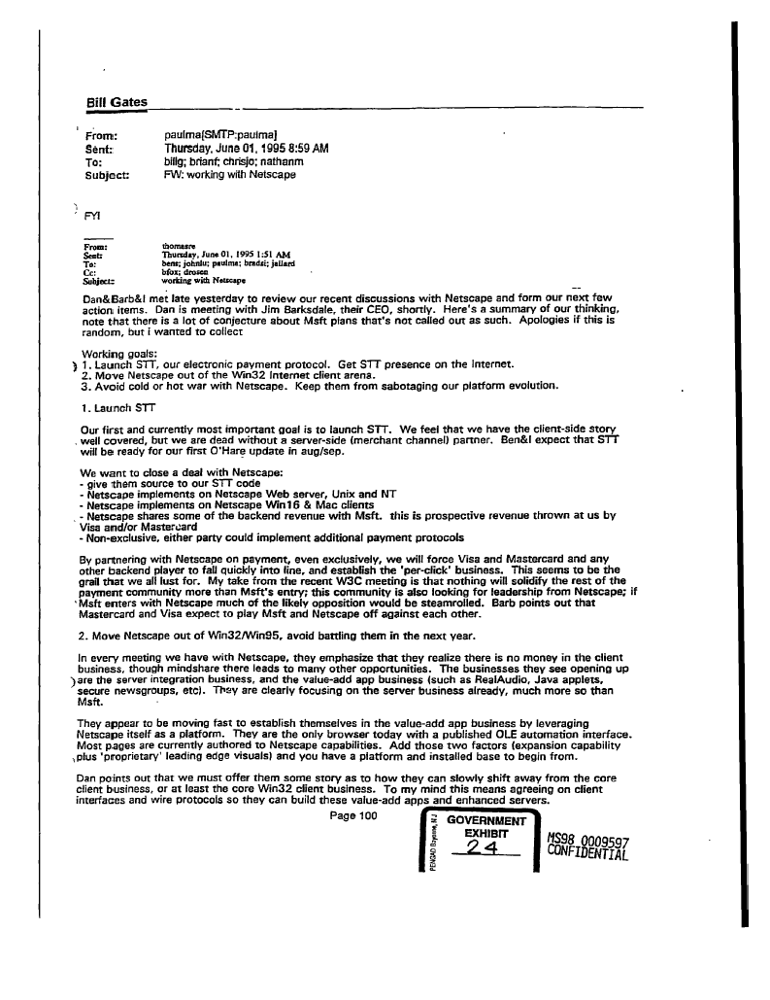 Bill Gates
From: paulma[SMTP:paulma]
Sent: Thursday, June 01, 1995 8:59 AM
To: billg; brianf; chrisjo; nathanm
Subject: FW: working with Netscape
FYI
From: thomasre
Sent: Thursday, June 01, 1995 1:51 AM
To: bens; johnlu; paulma; bradsi; jallard
Cc: bfox; drosen
Subject: working with Netscape
Dan&Barb&I met late yesterday to review our recent discussions with Netscape and form our next few
action items. Dan is meeting with Jim Barksdale, their CEO, shortly. Here's a summary of our thinking,
note that there is a lot of conjecture about Msft plans that's not called out as such. Apologies if this is
random, but i wanted to collect
Working goals:
1. Launch STT, our electronic payment protocol. Get STT presence on the Internet.
2. Move Netscape out of the Win32 Internet client arena.
3. Avoid cold or hot war with Netscape. Keep them from sabotaging our platform evolution.
1. Launch STT
Our first and currently most important goal is to launch STT. We feel that we have the client-side story
well covered, but we are dead without a server-side (merchant channel) partner. Ben&I expect that STT
will be ready for our first O'Hare update in aug/sep.
We want to close a deal with Netscape:
- give them source to our STT code
- Netscape implements on Netscape Web server, Unix and NT
- Netscape implements on Netscape Win16 & Mac clients
- Netscape shares some of the backend revenue with Msft. this is prospective revenue thrown at us by
Visa and/or Mastercard
- Non-exclusive, either party could implement additional payment protocols
By partnering with Netscape on payment, even exclusively, we will force Visa and Mastercard and any
other backend player to fall quickly into line, and establish the 'per-click' business. This seems to be the
grail that we all lust for. My take from the recent W3C meeting is that nothing will solidify the rest of the
payment community more than Msft's entry; this community is also looking for leadership from Netscape; if
Msft enters with Netscape much of the likely opposition would be steamrolled. Barb points out that
Mastercard and Visa expect to play Msft and Netscape off against each other.
2. Move Netscape out of Win32/Win95, avoid battling them in the next year.
In every meeting we have with Netscape, they emphasize that they realize there is no money in the client
business, though mindshare there leads to many other opportunities. The businesses they see opening up
are the server integration business, and the value-add app business (such as RealAudio, Java applets,
secure newsgroups, etc). They are clearly focusing on the server business already, much more so than
Msft.
They appear to be moving fast to establish themselves in the value-add app business by leveraging
Netscape itself as a platform. They are the only browser today with a published OLE automation interface.
Most pages are currently authored to Netscape capabilities. Add those two factors (expansion capability
plus 'proprietary' leading edge visuals) and you have a platform and installed base to begin from.
Dan points out that we must offer them some story as to how they can slowly shift away from the core
client business, or at least the core Win32 client business. To my mind this means agreeing on client
interfaces and wire protocols so they can build these value-add apps and enhanced servers.
Page 100
PENGAD Bayonne, N.J.
GOVERNMENT
EXHIBIT
24
MS98 0009597
CONFIDENTIAL